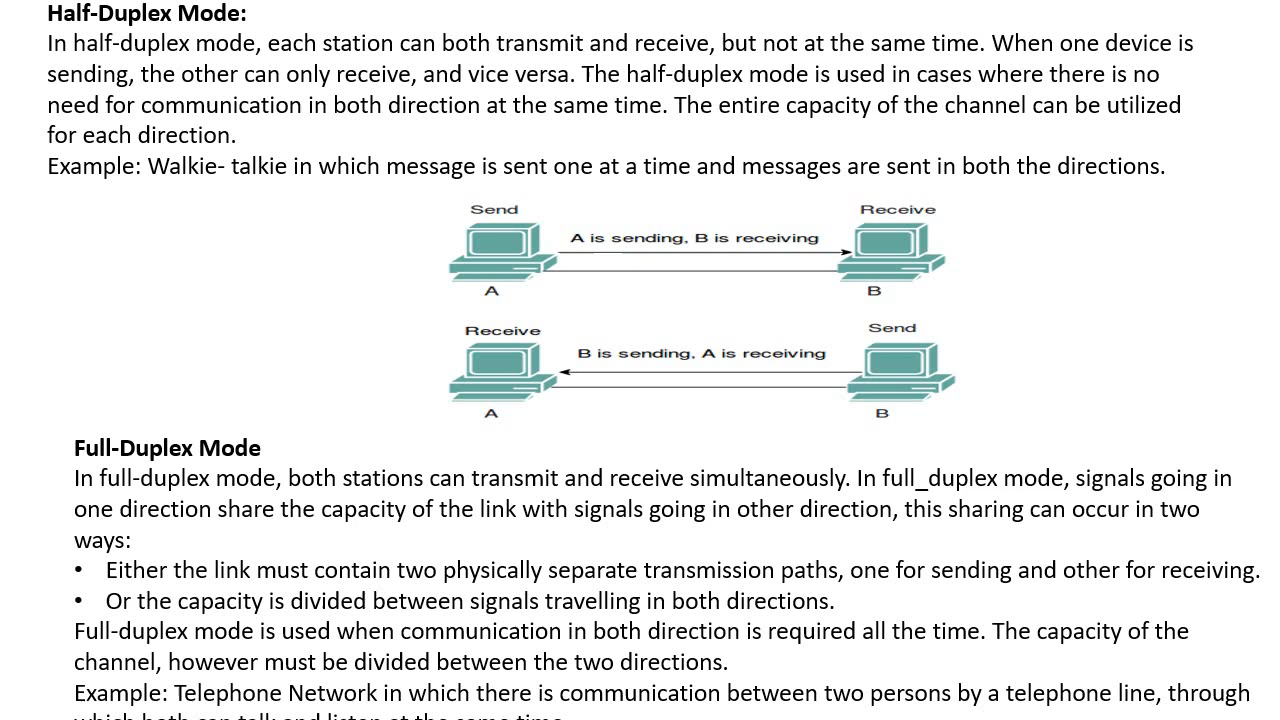 Half-Duplex Mode:
In half-duplex mode, each station can both transmit and receive, but not at the same time. When one device is
sending, the other can only receive, and vice versa. The half-duplex mode is used in cases where there is no
need for communication in both direction at the same time. The entire capacity of the channel can be utilized
for each direction.
Example: Walkie- talkie in which message is sent one at a time and messages are sent in both the directions.
Send
Receive
A is sending, B is receiving
A
B
Receive
Send
B is sending, A is receiving
A
B
Full-Duplex Mode
In full-duplex mode, both stations can transmit and receive simultaneously. In full_duplex mode, signals going in
one direction share the capacity of the link with signals going in other direction, this sharing can occur in two
ways:
• Either the link must contain two physically separate transmission paths, one for sending and other for receiving.
• Or the capacity is divided between signals travelling in both directions.
Full-duplex mode is used when communication in both direction is required all the time. The capacity of the
channel, however must be divided between the two directions.
Example: Telephone Network in which there is communication between two persons by a telephone line, through
which both can talk and listen at the same time.